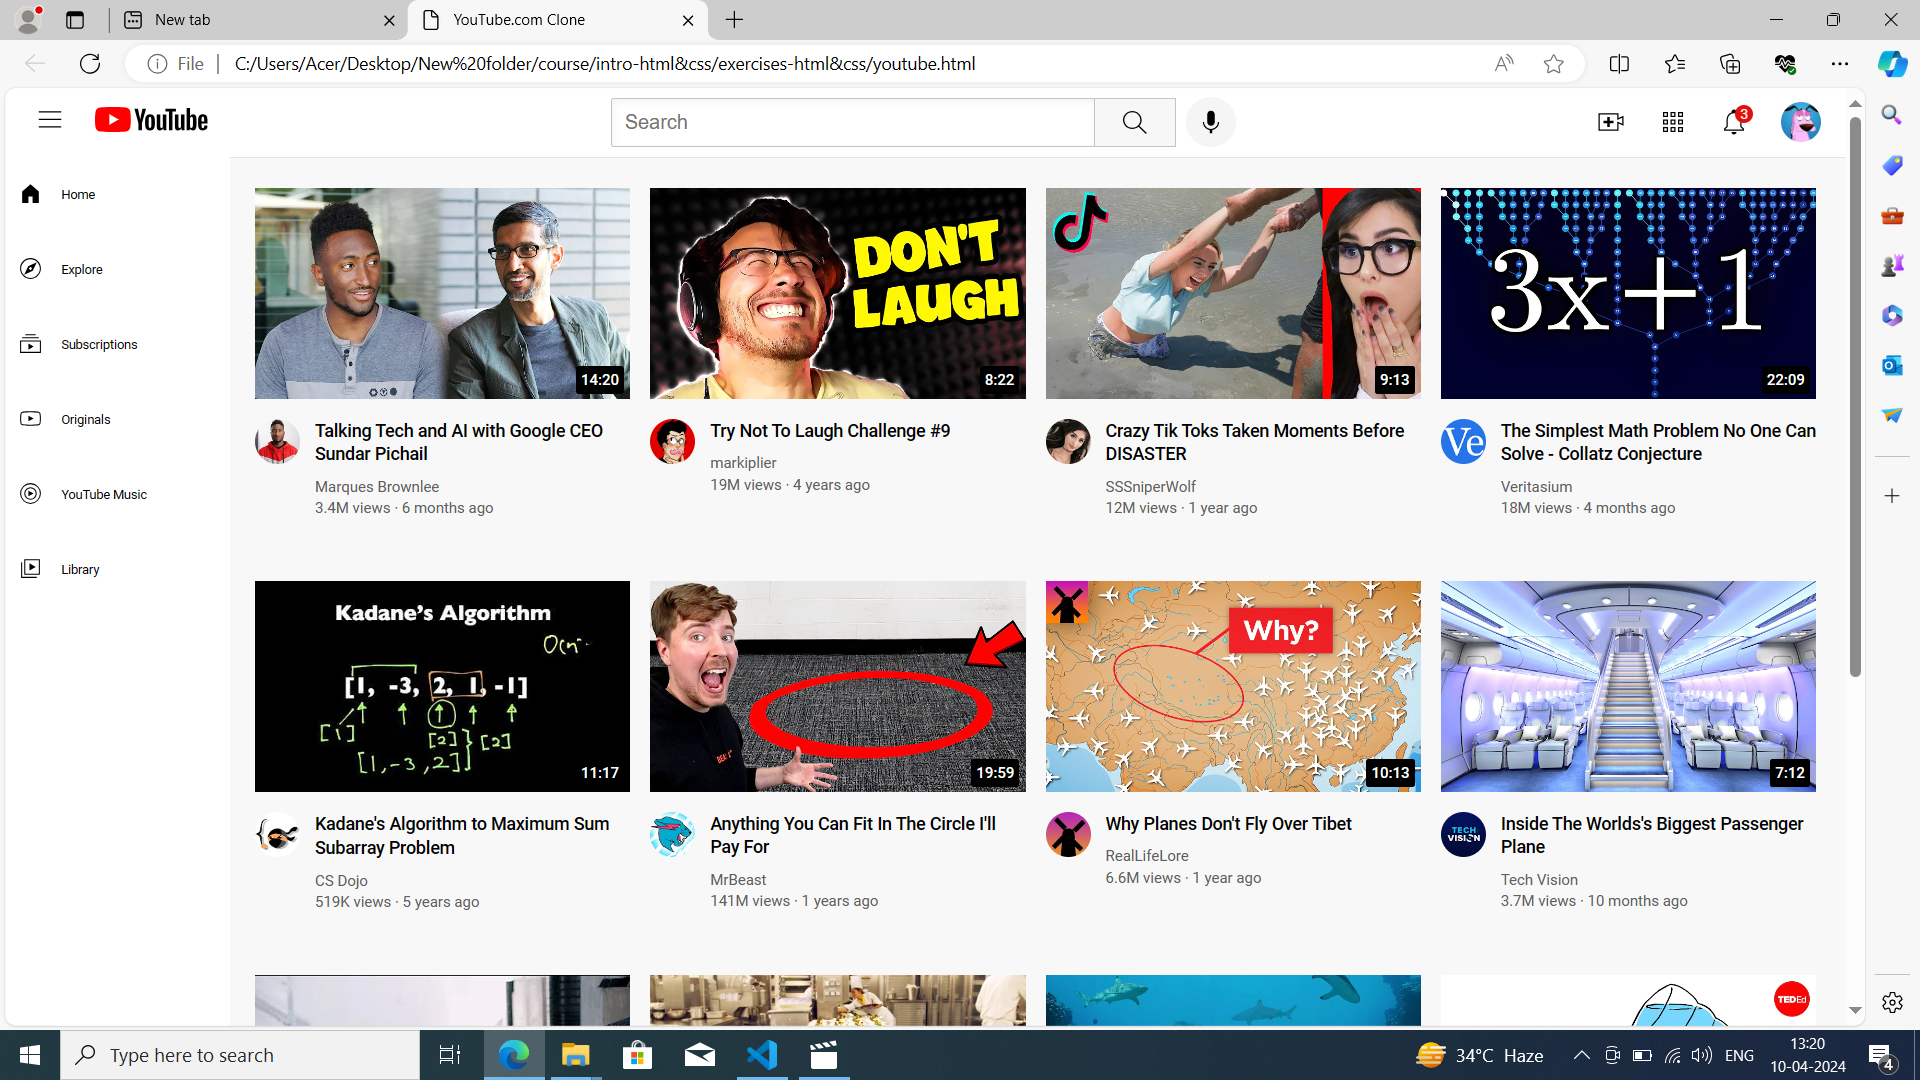 New tab
YouTube.com Clone
File
C:/Users/Acer/Desktop/New%20folder/course/intro-html&css/exercises-html&css/youtube.html
YouTube
Search
3
Home
Explore
Subscriptions
Originals
YouTube Music
Library
14:20
DON'T
LAUGH
8:22
9:13
3x+1
22:09
Talking Tech and AI with Google CEO
Sundar Pichail
Marques Brownlee
3.4M views · 6 months ago
Try Not To Laugh Challenge #9
markiplier
19M views · 4 years ago
Crazy Tik Toks Taken Moments Before
DISASTER
SSSniperWolf
12M views · 1 year ago
Ve
The Simplest Math Problem No One Can
Solve - Collatz Conjecture
Veritasium
18M views · 4 months ago
Kadane's Algorithm
[1, -3, 2, 1, -1]
[1]
[2]
[2]
[1,-3,2]
11:17
19:59
Why?
10:13
7:12
Kadane's Algorithm to Maximum Sum
Subarray Problem
CS Dojo
519K views · 5 years ago
Anything You Can Fit In The Circle I'll
Pay For
MrBeast
141M views · 1 years ago
Why Planes Don't Fly Over Tibet
RealLifeLore
6.6M views · 1 year ago
TECH
VISION
Inside The Worlds's Biggest Passenger
Plane
Tech Vision
3.7M views · 10 months ago
TEDEd
Type here to search
34°C Haze
ENG
13:20
10-04-2024
4